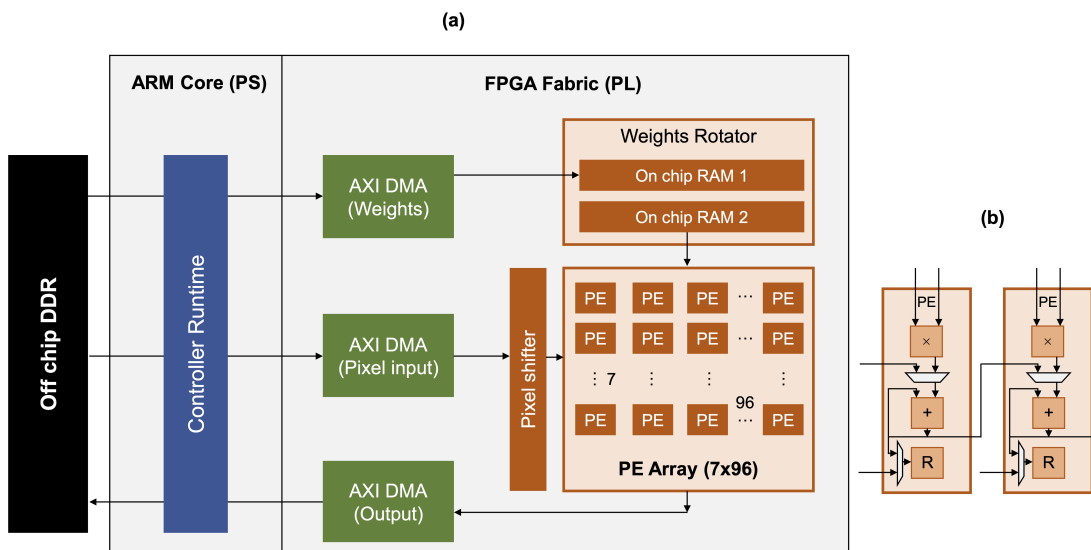 (a)
ARM Core (PS)
FPGA Fabric (PL)
Off chip DDR
Controller Runtime
AXI DMA
(Weights)
AXI DMA
(Pixel input)
AXI DMA
(Output)
Weights Rotator
On chip RAM 1
On chip RAM 2
Pixel shifter
PE PE PE ··· PE
PE PE PE PE
⋮ 7 ⋮ ⋮ ⋮
96
PE PE PE ··· PE
PE Array (7x96)
(b)
PE
×
+
R
PE
×
+
R